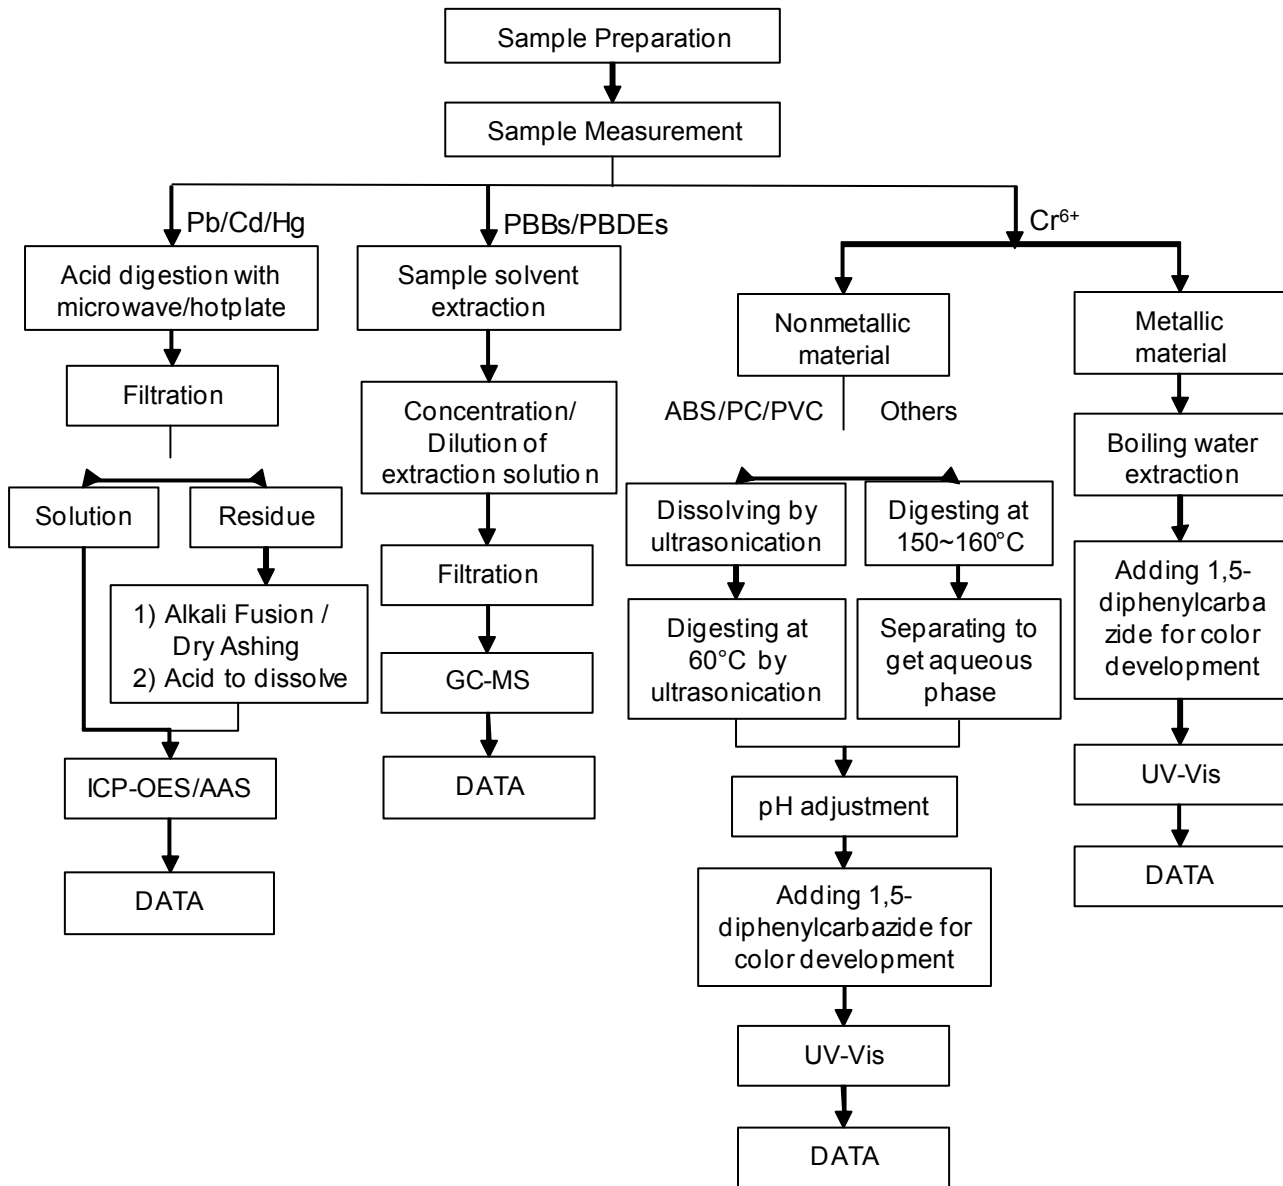 Sample Preparation
Sample Measurement
Pb/Cd/Hg
Acid digestion with
microwave/hotplate
Filtration
Solution
Residue
1) Alkali Fusion /
Dry Ashing
2) Acid to dissolve
ICP-OES/AAS
DATA
PBBs/PBDEs
Sample solvent
extraction
Concentration/
Dilution of
extraction solution
Filtration
GC-MS
DATA
Cr⁶⁺
Nonmetallic
material
ABS/PC/PVC
Others
Dissolving by
ultrasonication
Digesting at
60°C by
ultrasonication
Digesting at
150~160°C
Separating to
get aqueous
phase
pH adjustment
Adding 1,5-
diphenylcarbazide for
color development
UV-Vis
DATA
Metallic
material
Boiling water
extraction
Adding 1,5-
diphenylcarba
zide for color
development
UV-Vis
DATA